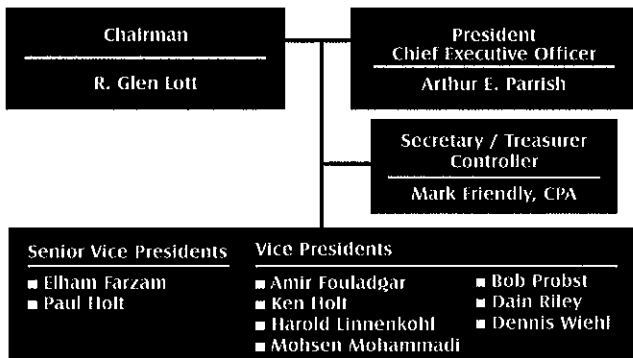 Chairman
R. Glen Lott
President
Chief Executive Officer
Arthur E. Parrish
Secretary / Treasurer
Controller
Mark Friendly, CPA
Senior Vice Presidents
■ Elham Farzam
■ Paul Holt
Vice Presidents
■ Amir Fouladgar
■ Ken Holt
■ Harold Linnenkohl
■ Mohsen Mohammadi
■ Bob Probst
■ Dain Riley
■ Dennis Wiehl